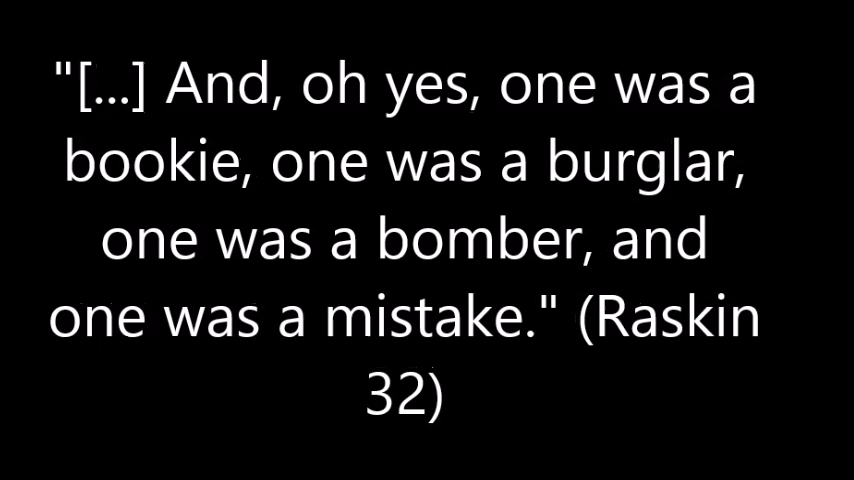 "[...] And, oh yes, one was a
bookie, one was a burglar,
one was a bomber, and
one was a mistake." (Raskin
32)